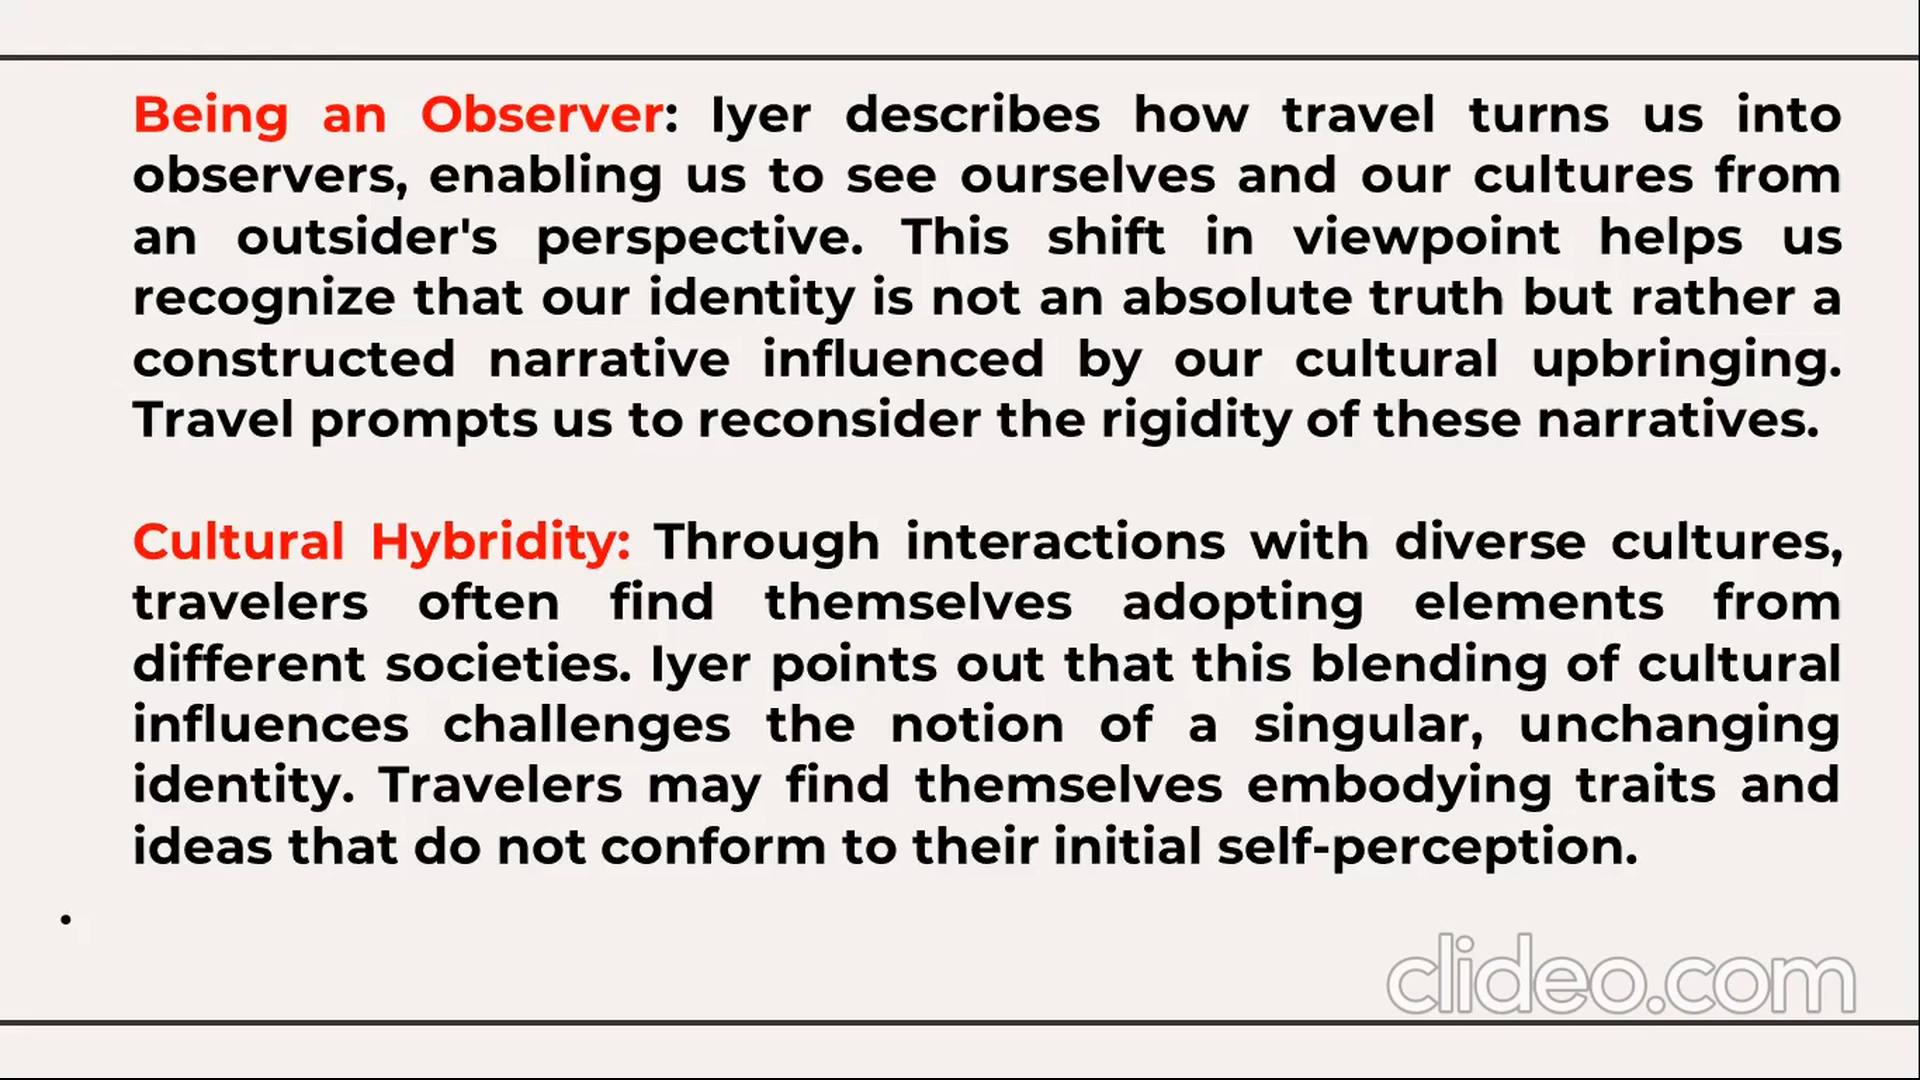 Being an Observer: Iyer describes how travel turns us into
observers, enabling us to see ourselves and our cultures from
an outsider's perspective. This shift in viewpoint helps us
recognize that our identity is not an absolute truth but rather a
constructed narrative influenced by our cultural upbringing.
Travel prompts us to reconsider the rigidity of these narratives.
Cultural Hybridity: Through interactions with diverse cultures,
travelers often find themselves adopting elements from
different societies. Iyer points out that this blending of cultural
influences challenges the notion of a singular, unchanging
identity. Travelers may find themselves embodying traits and
ideas that do not conform to their initial self-perception.
•
clideo.com